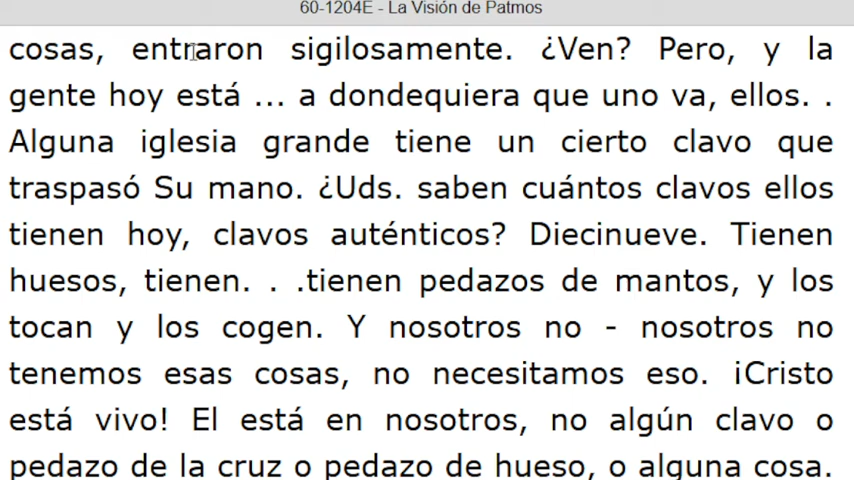 60-1204E - La Visión de Patmos
cosas, entraron sigilosamente. ¿Ven? Pero, y la
gente hoy está ... a dondequiera que uno va, ellos. .
Alguna iglesia grande tiene un cierto clavo que
traspasó Su mano. ¿Uds. saben cuántos clavos ellos
tienen hoy, clavos auténticos? Diecinueve. Tienen
huesos, tienen. . .tienen pedazos de mantos, y los
tocan y los cogen. Y nosotros no - nosotros no
tenemos esas cosas, no necesitamos eso. ¡Cristo
está vivo! El está en nosotros, no algún clavo o
pedazo de la cruz o pedazo de hueso, o alguna cosa.